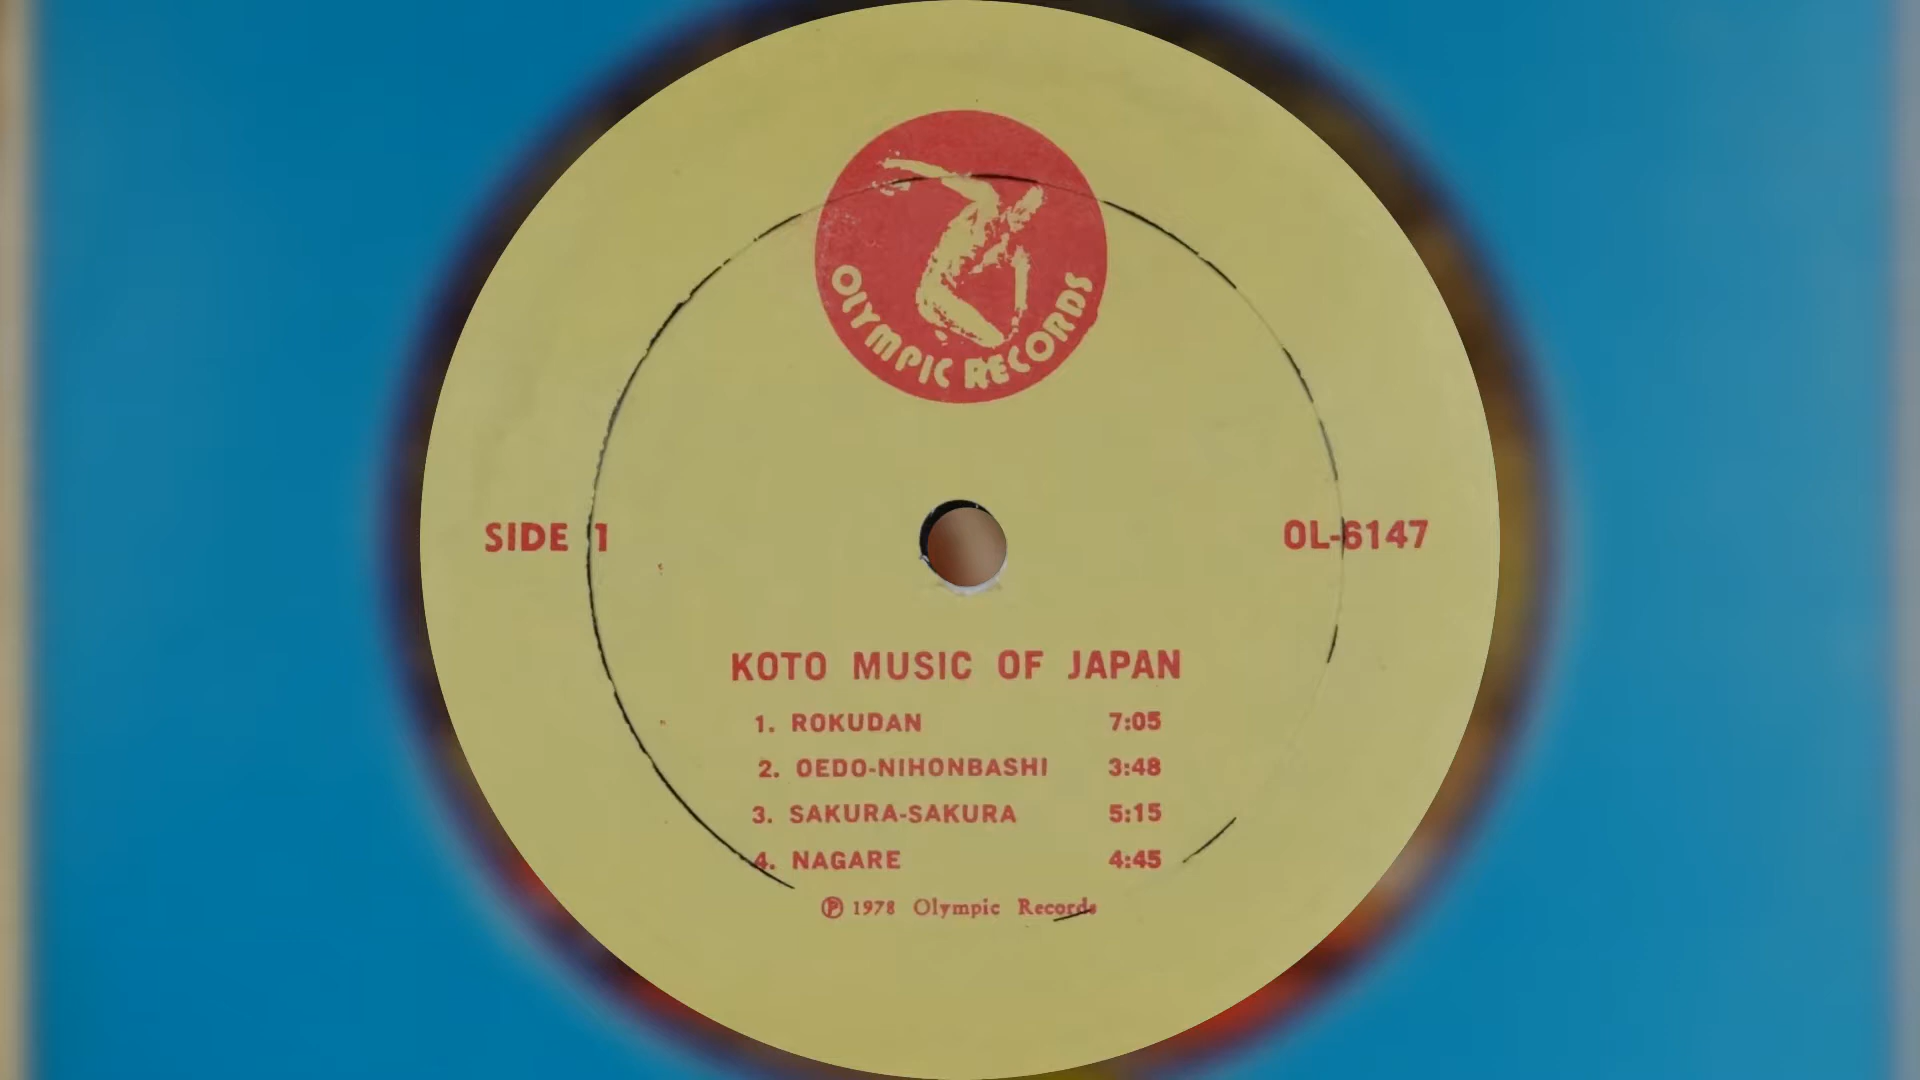 OLYMPIC RECORDS
SIDE 1
OL-6147
KOTO MUSIC OF JAPAN
1. ROKUDAN 7:05
2. OEDO-NIHONBASHI 3:48
3. SAKURA-SAKURA 5:15
4. NAGARE 4:45
Ⓟ 1978 Olympic Records